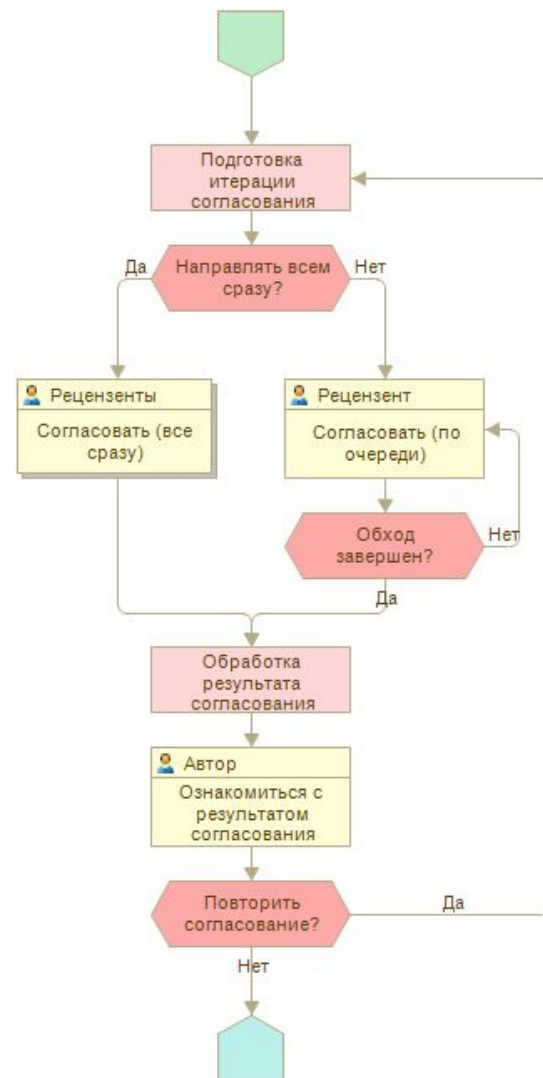 Подготовка
итерации
согласования
Направлять всем
сразу?
Да
Нет
Рецензенты
Согласовать (все
сразу)
Рецензент
Согласовать (по
очереди)
Обход
завершен?
Нет
Да
Обработка
результата
согласования
Автор
Ознакомиться с
результатом
согласования
Повторить
согласование?
Да
Нет